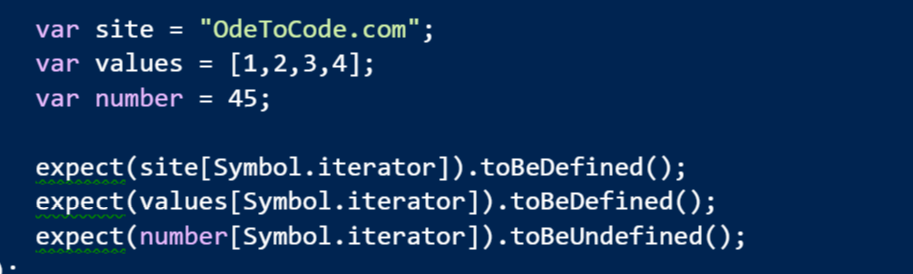 var site = "OdeToCode.com";
var values = [1,2,3,4];
var number = 45;
expect(site[Symbol.iterator]).toBeDefined();
expect(values[Symbol.iterator]).toBeDefined();
expect(number[Symbol.iterator]).toBeUndefined();
);